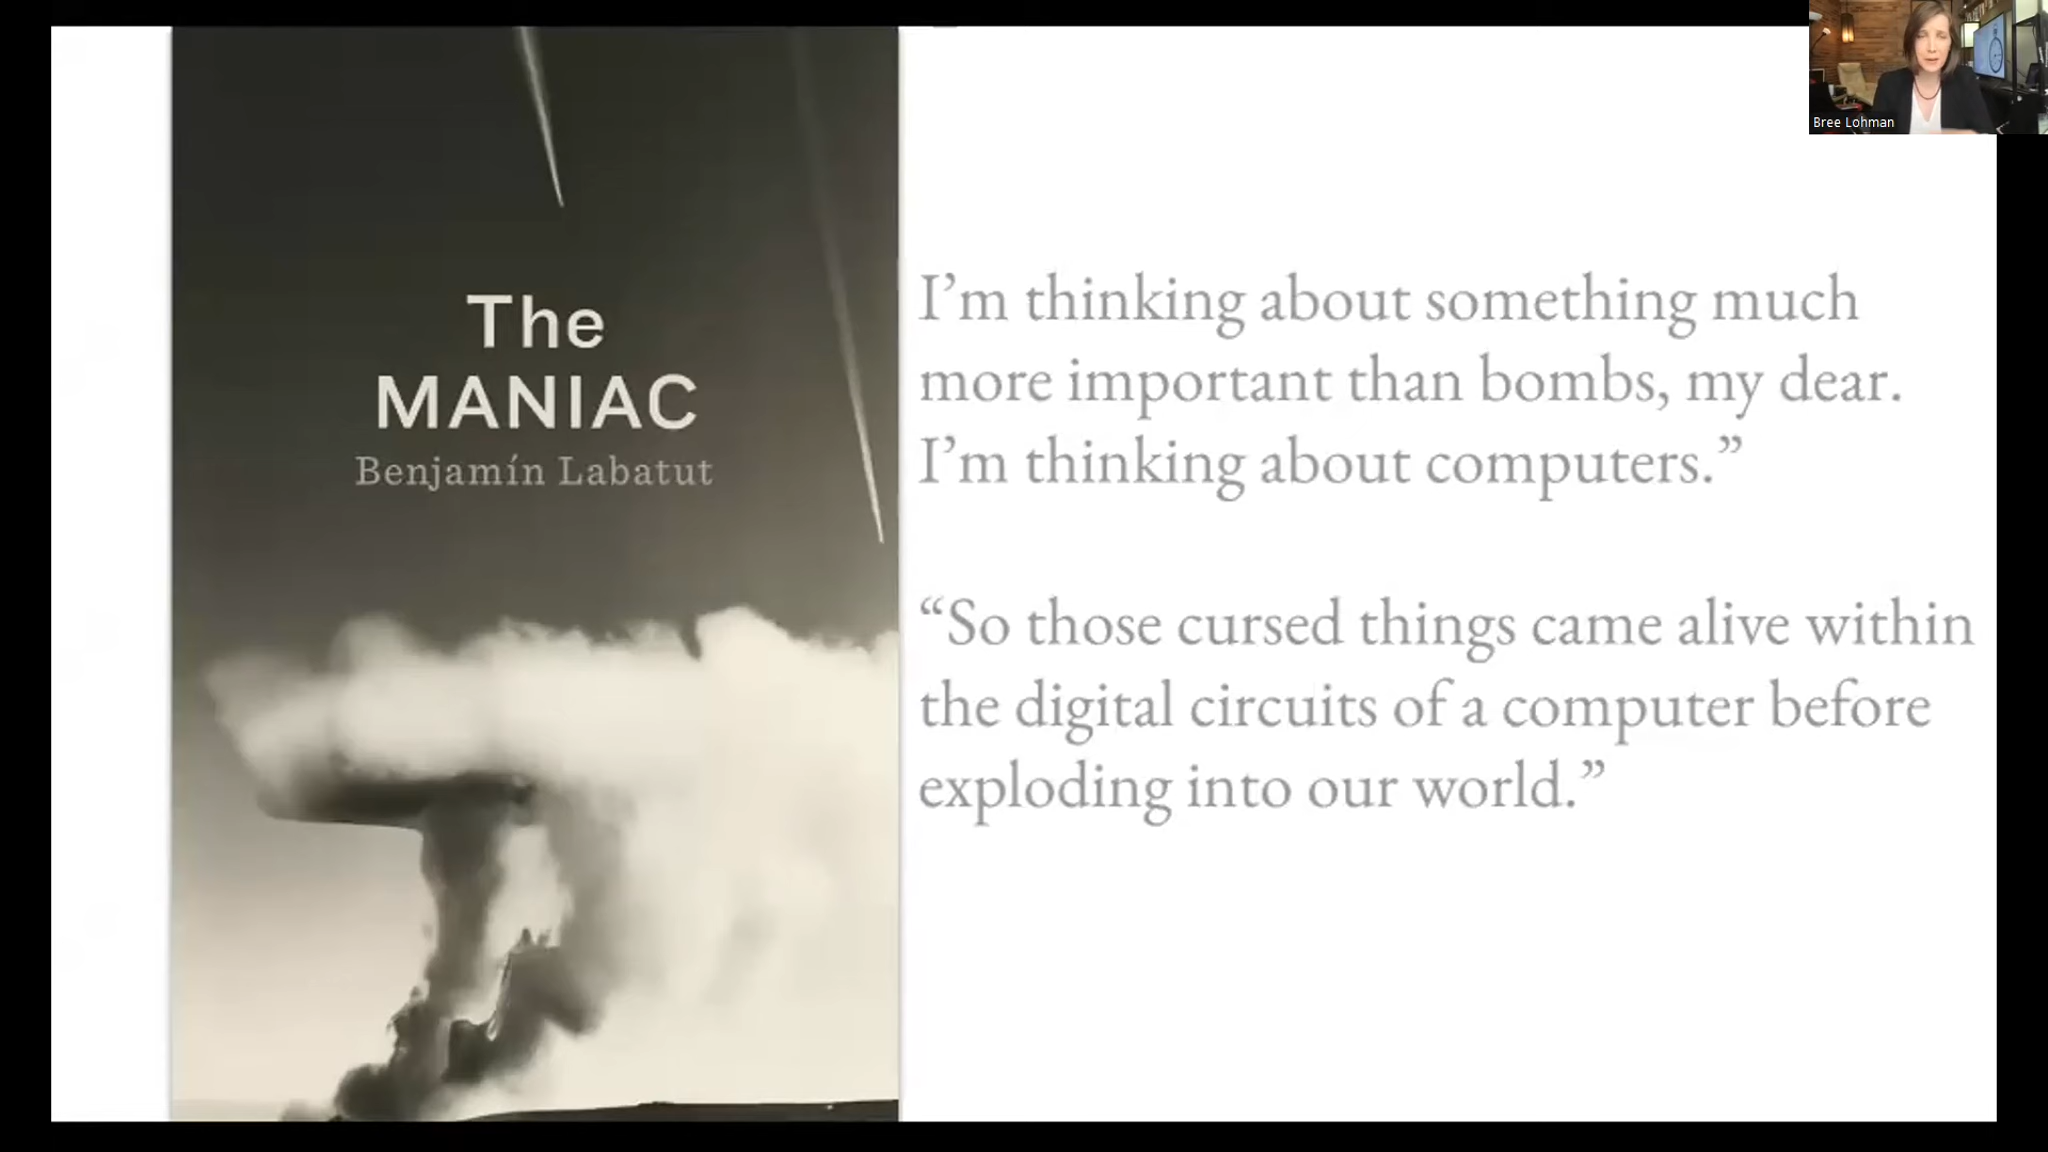 The
MANIAC
Benjamín Labatut
I’m thinking about something much
more important than bombs, my dear.
I’m thinking about computers.”
“So those cursed things came alive within
the digital circuits of a computer before
exploding into our world.”
Bree Lohman